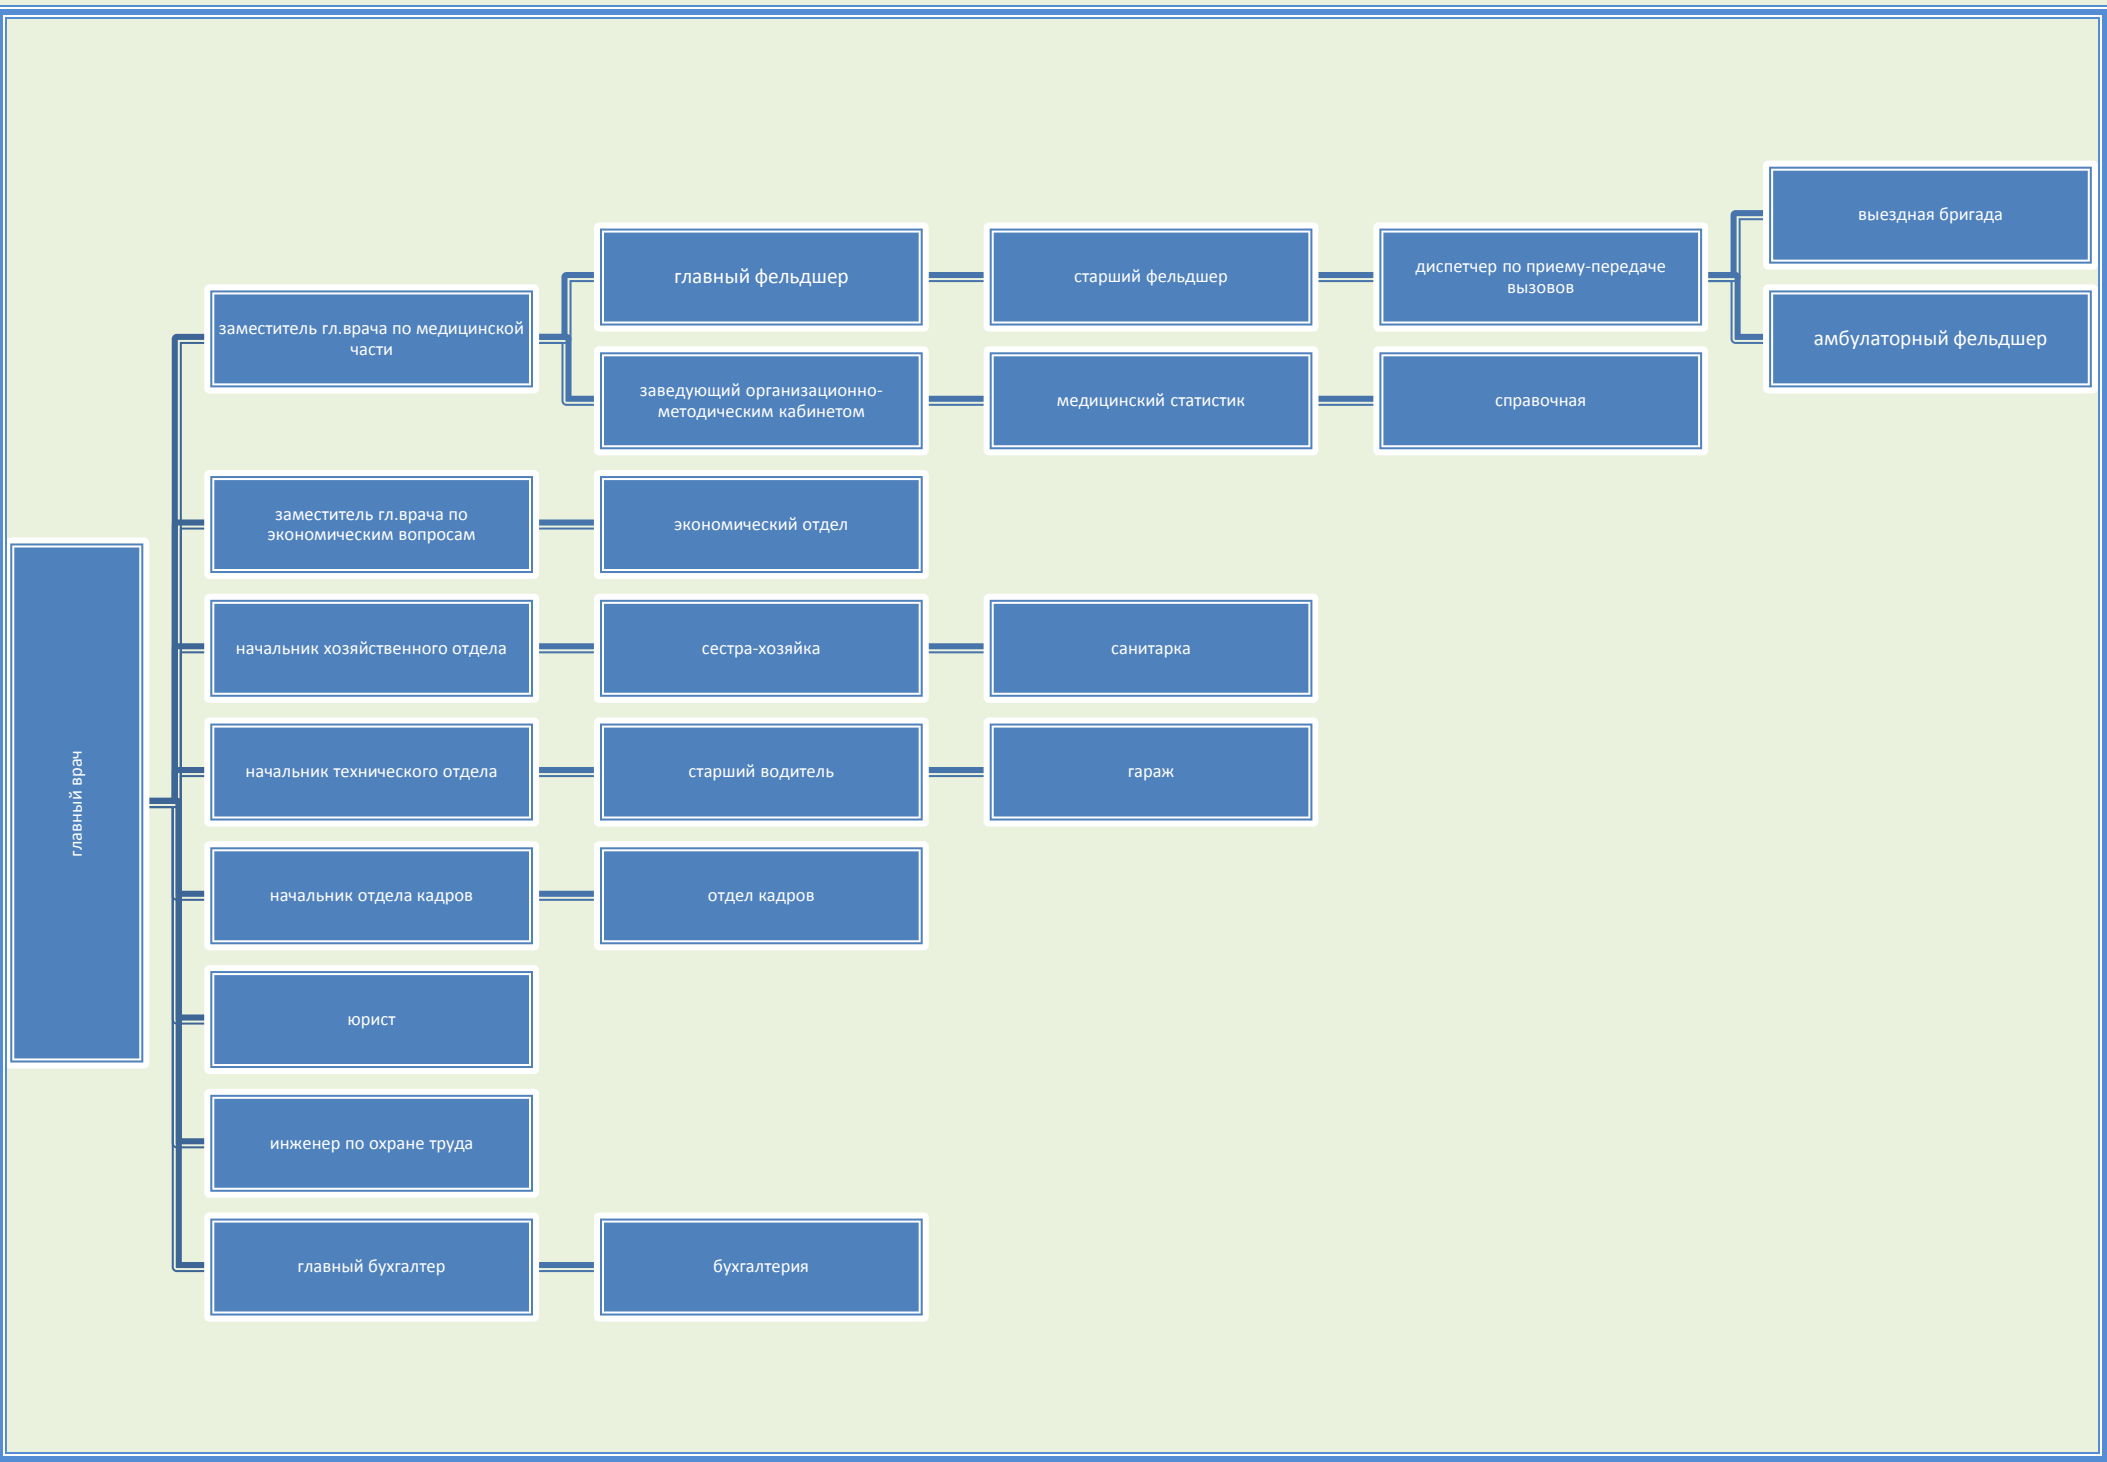 главный врач
заместитель гл.врача по медицинской
части
главный фельдшер
старший фельдшер
диспетчер по приему-передаче
вызовов
выездная бригада
амбулаторный фельдшер
заведующий организационно-
методическим кабинетом
медицинский статистик
справочная
заместитель гл.врача по
экономическим вопросам
экономический отдел
начальник хозяйственного отдела
сестра-хозяйка
санитарка
начальник технического отдела
старший водитель
гараж
начальник отдела кадров
отдел кадров
юрист
инженер по охране труда
главный бухгалтер
бухгалтерия